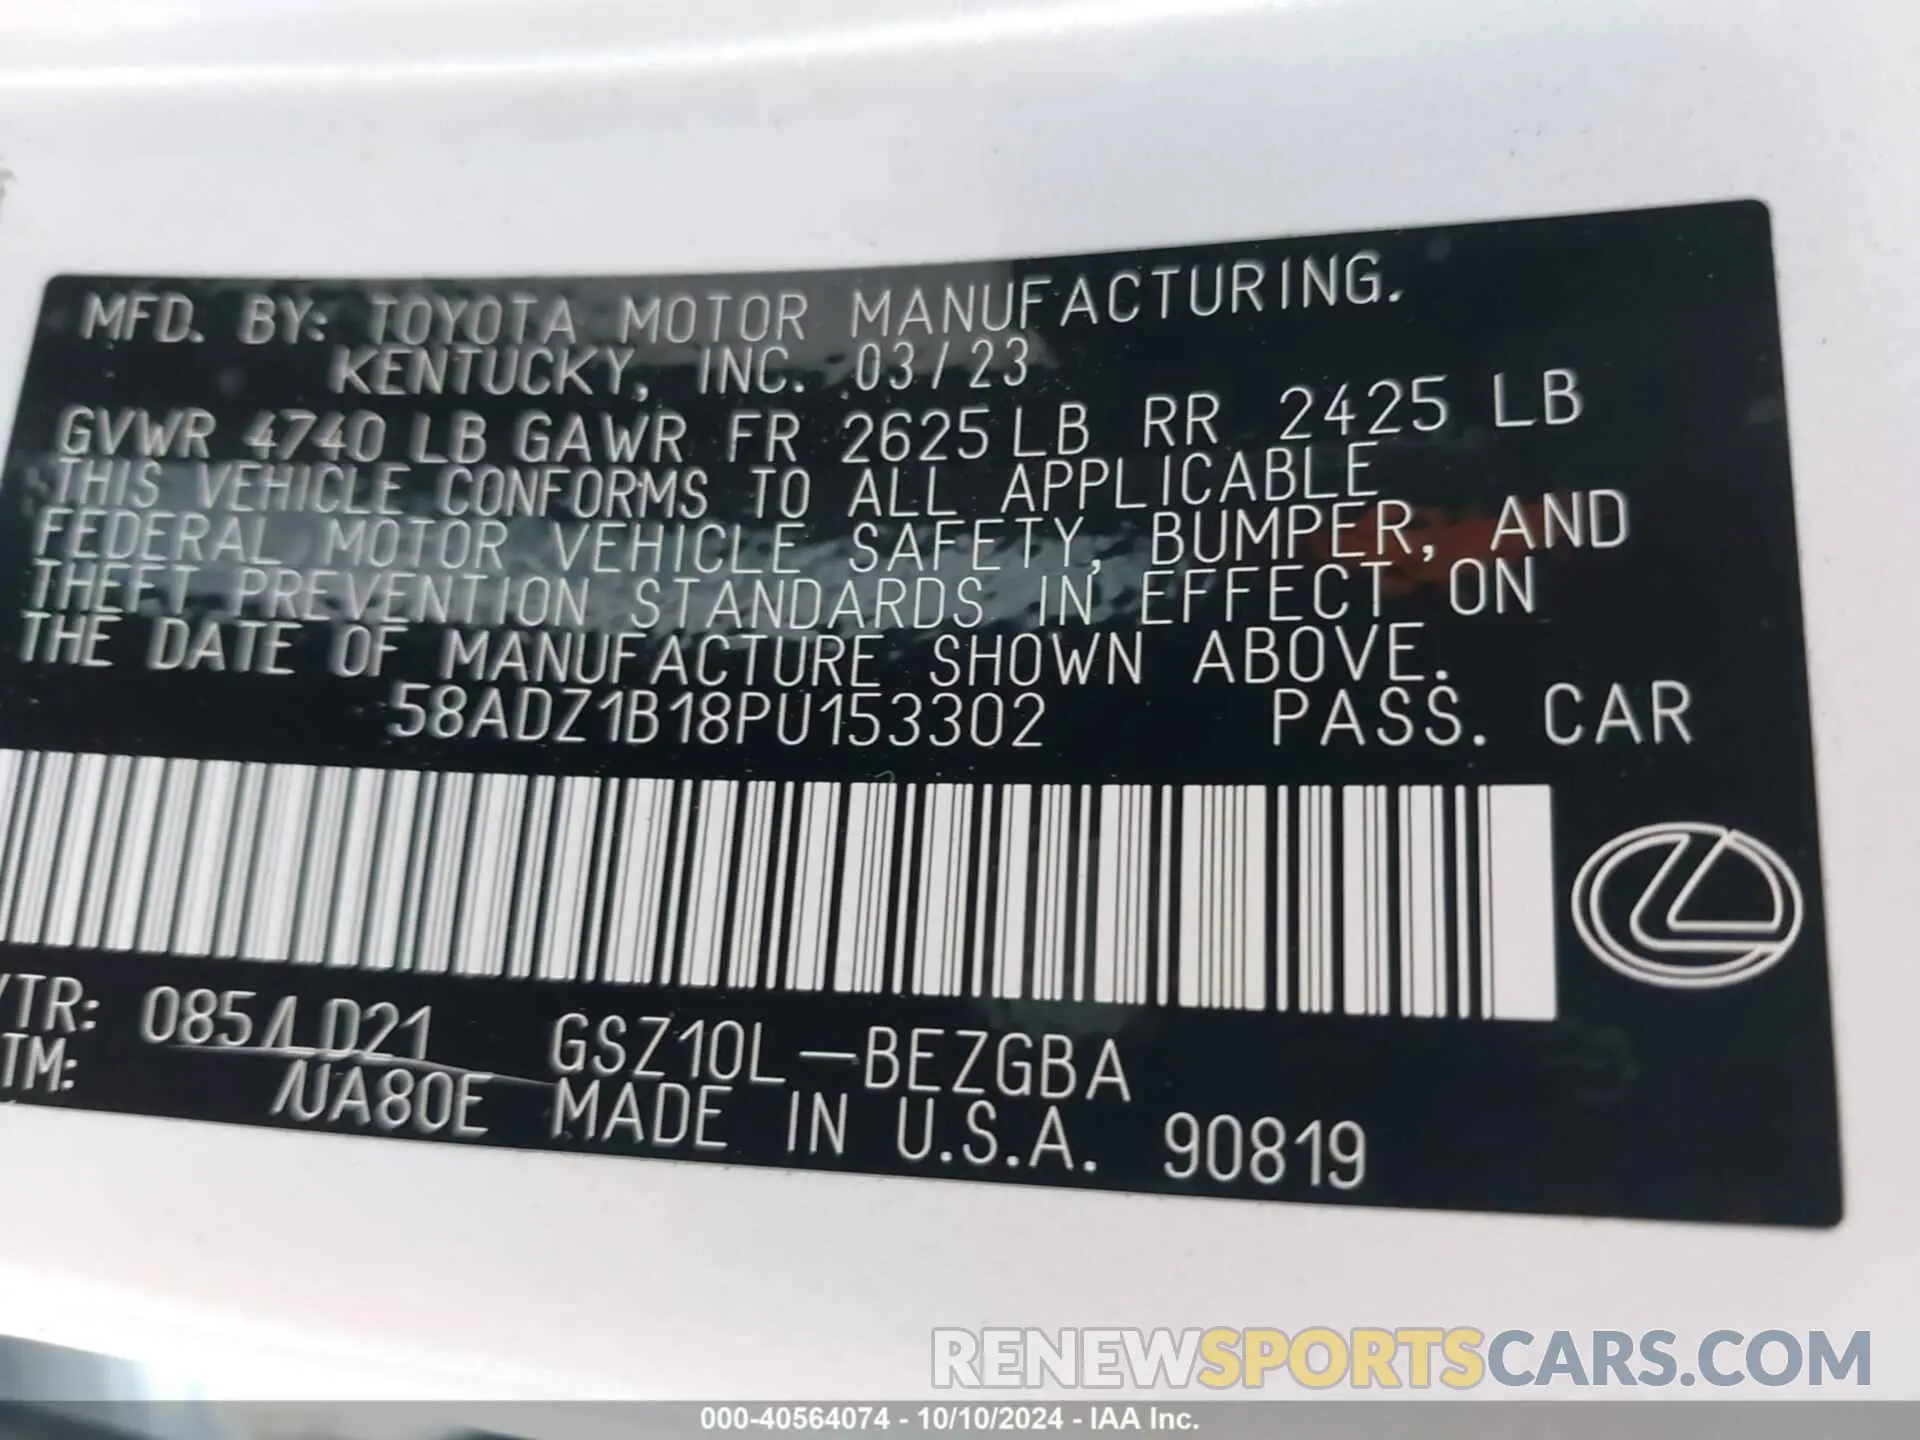 MFD. BY: TOYOTA MOTOR MANUFACTURING.
KENTUCKY, INC. 03/23
GVWR 4740 LB GAWR FR 2625 LB RR 2425 LB
THIS VEHICLE CONFORMS TO ALL APPLICABLE
FEDERAL MOTOR VEHICLE SAFETY, BUMPER, AND
THEFT PREVENTION STANDARDS IN EFFECT ON
THE DATE OF MANUFACTURE SHOWN ABOVE.
58ADZ1B18PU153302 PASS. CAR
/TR: 085/LD21 GSZ10L-BEZGBA
TM: /UA80E MADE IN U.S.A. 90819
RENEWSPORTSCARS.COM
000-40564074 - 10/10/2024 - IAA Inc.